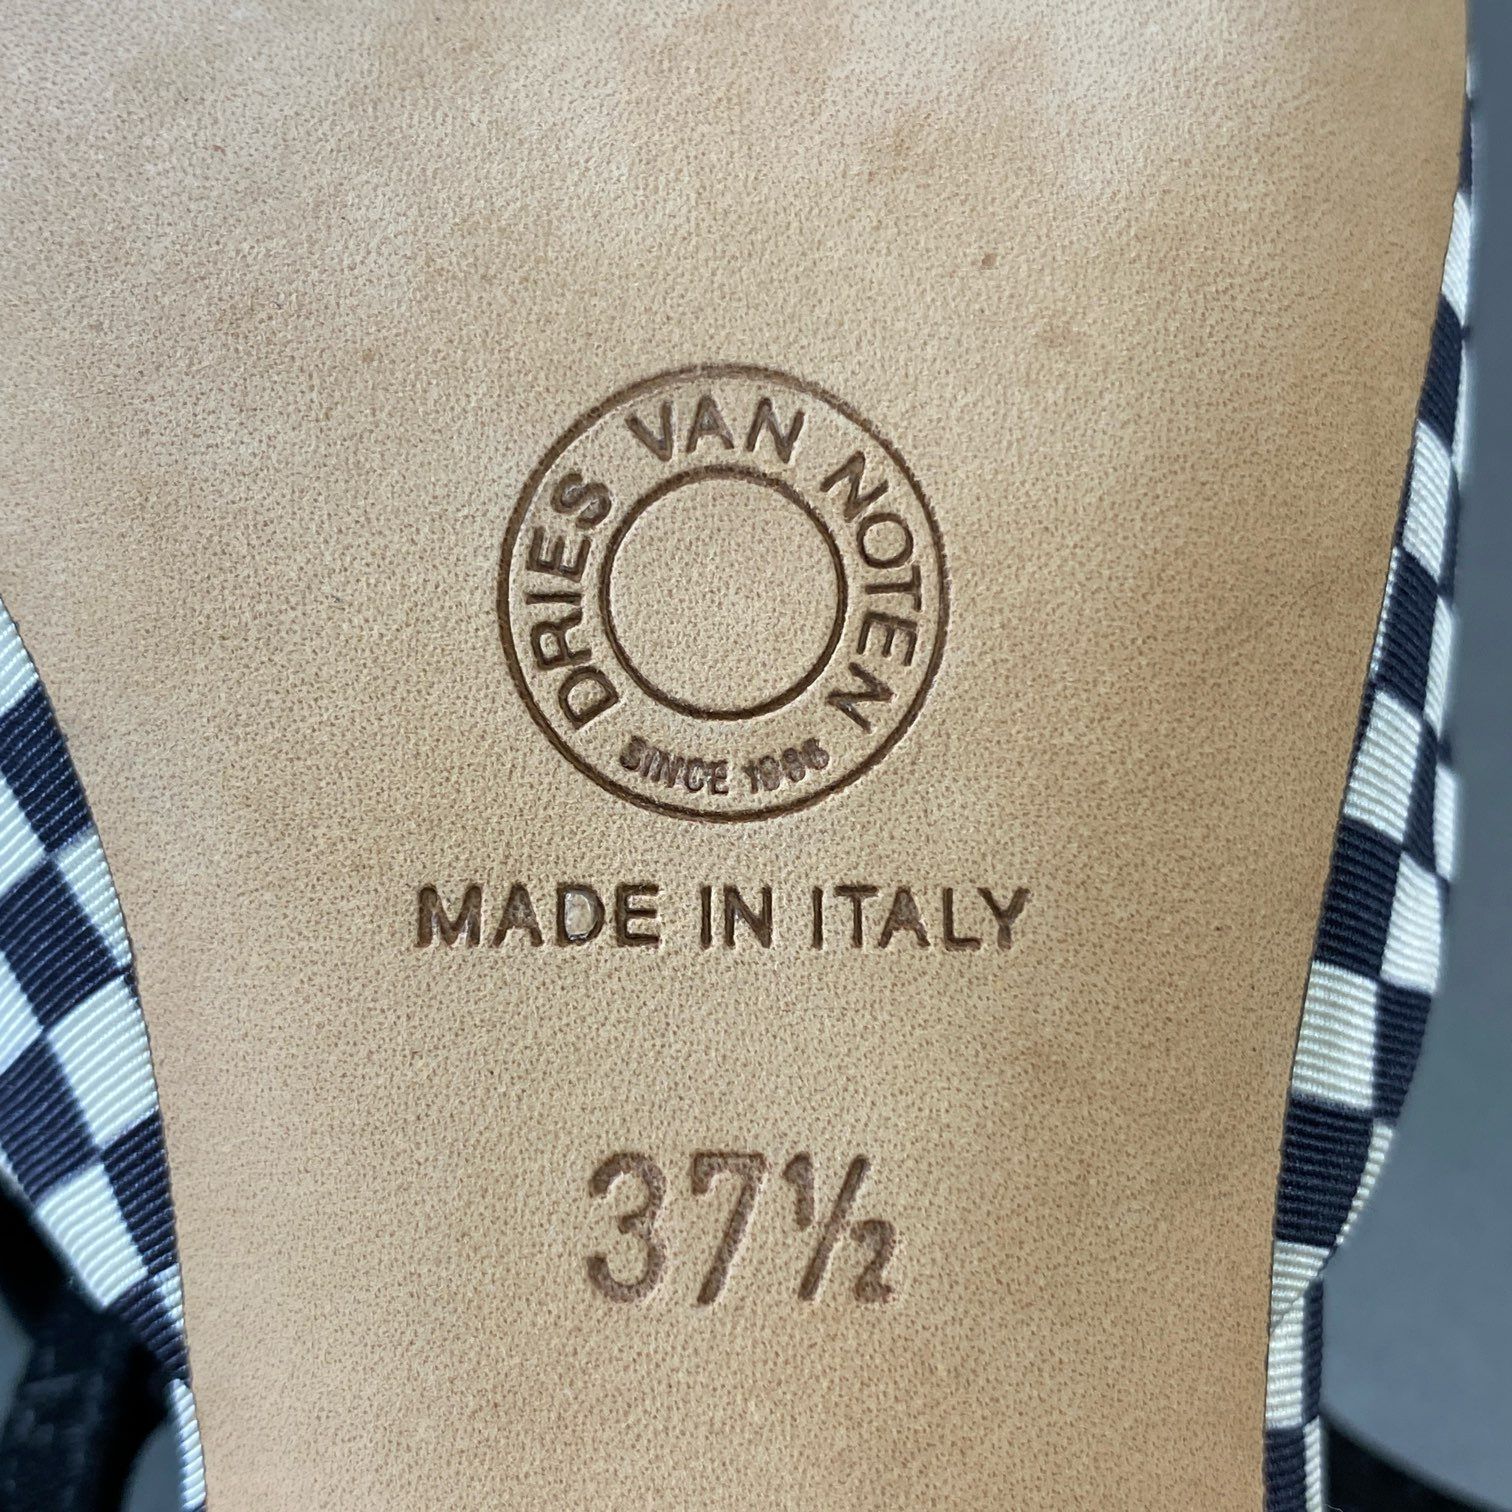 DRIES VAN NOTEN
SINCE 1986
MADE IN ITALY
37½